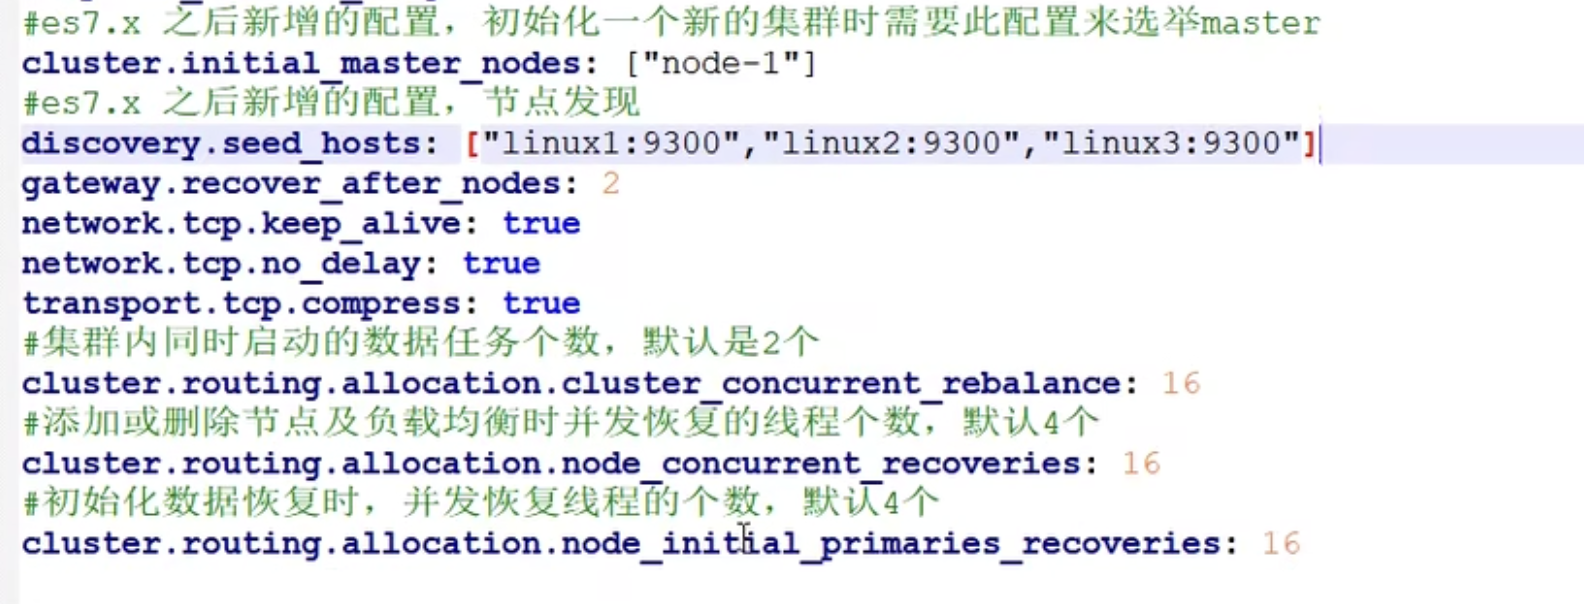 #es7.x 之后新增的配置，初始化一个新的集群时需要此配置来选举master
cluster.initial_master_nodes: ["node-1"]
#es7.x 之后新增的配置，节点发现
discovery.seed_hosts: ["linux1:9300","linux2:9300","linux3:9300"]
gateway.recover_after_nodes: 2
network.tcp.keep_alive: true
network.tcp.no_delay: true
transport.tcp.compress: true
#集群内同时启动的数据任务个数，默认是2个
cluster.routing.allocation.cluster_concurrent_rebalance: 16
#添加或删除节点及负载均衡时并发恢复的线程个数，默认4个
cluster.routing.allocation.node_concurrent_recoveries: 16
#初始化数据恢复时，并发恢复线程的个数，默认4个
cluster.routing.allocation.node_initial_primaries_recoveries: 16